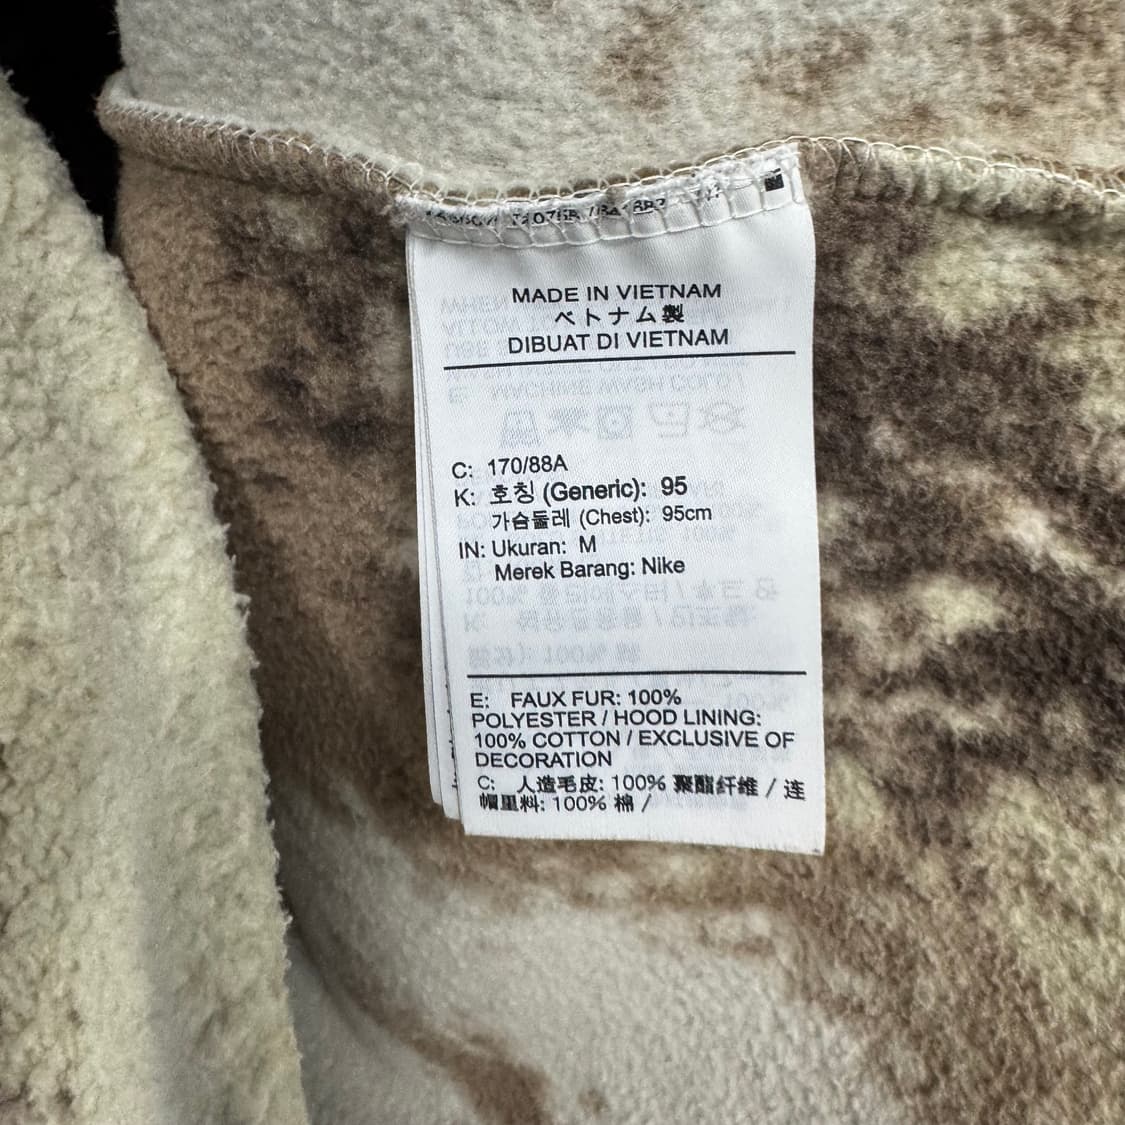 MADE IN VIETNAM
ベトナム製
DIBUAT DI VIETNAM
C: 170/88A
K: 호칭 (Generic): 95
가슴둘레 (Chest): 95cm
IN: Ukuran: M
Merek Barang: Nike
E: FAUX FUR: 100%
POLYESTER / HOOD LINING:
100% COTTON / EXCLUSIVE OF
DECORATION
C: 人造毛皮: 100% 聚酯纤维 / 连
帽里料: 100% 棉 /